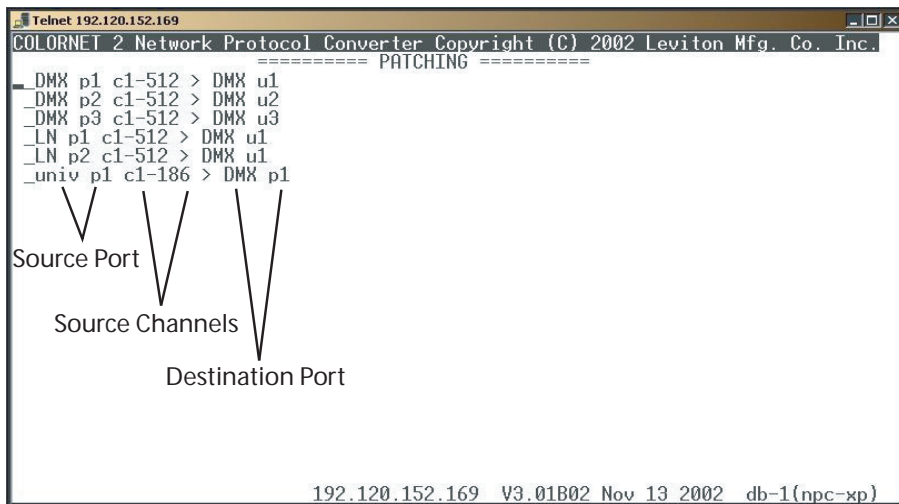 Telnet 192.120.152.169
COLORNET 2 Network Protocol Converter Copyright (C) 2002 Leviton Mfg. Co. Inc.
========== PATCHING ==========
_DMX p1 c1-512 > DMX u1
_DMX p2 c1-512 > DMX u2
_DMX p3 c1-512 > DMX u3
_LN p1 c1-512 > DMX u1
_LN p2 c1-512 > DMX u1
_univ p1 c1-186 > DMX p1
Source Port
Source Channels
Destination Port
192.120.152.169 V3.01B02 Nov 13 2002 db-1(npc-xp)